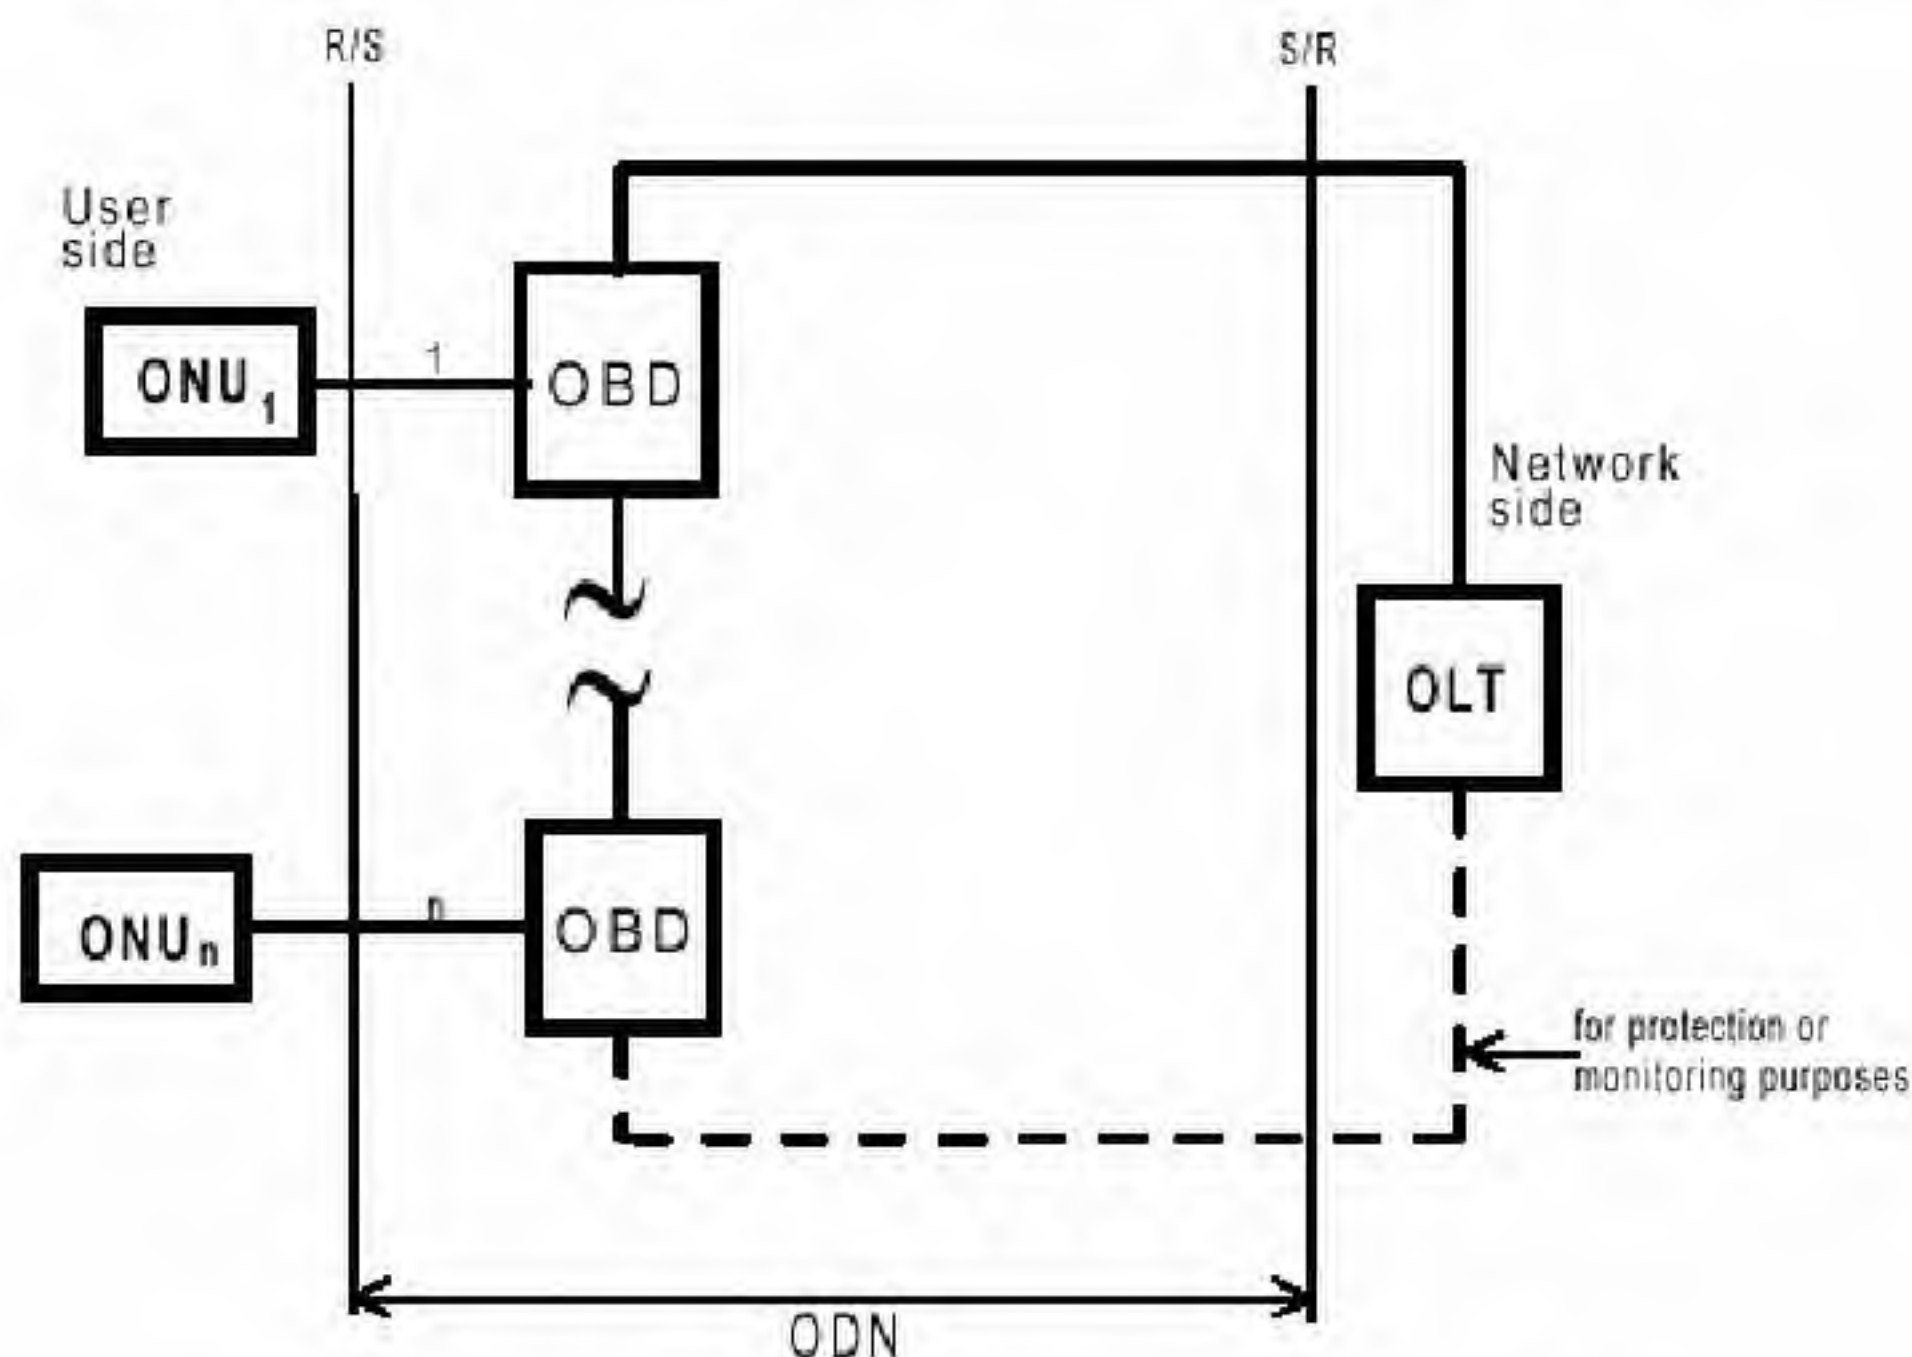 R/S
S/R
User
side
ONU1
1
OBD
Network
side
OLT
ONUn
n
OBD
for protection or
monitoring purposes
ODN